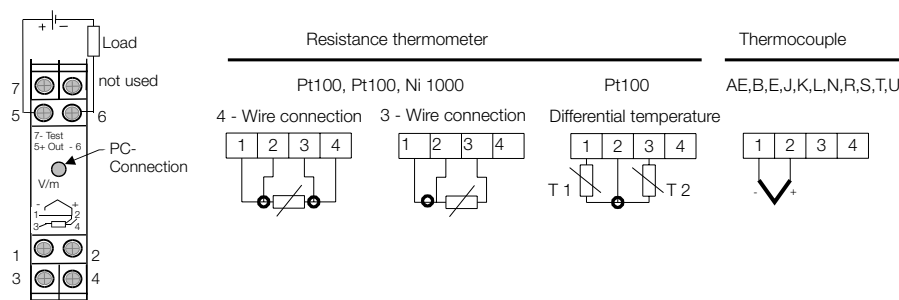 + −
Load
not used
7
5 6
7- Test
5+ Out - 6
PC-
Connection
V/m
- +
1 2
3 4
1 2
3 4
Resistance thermometer
Pt100, Pt100, Ni 1000
4 - Wire connection
1 2 3 4
3 - Wire connection
1 2 3 4
Pt100
Differential temperature
1 2 3 4
T 1 T 2
Thermocouple
AE,B,E,J,K,L,N,R,S,T,U
1 2 3 4
- +